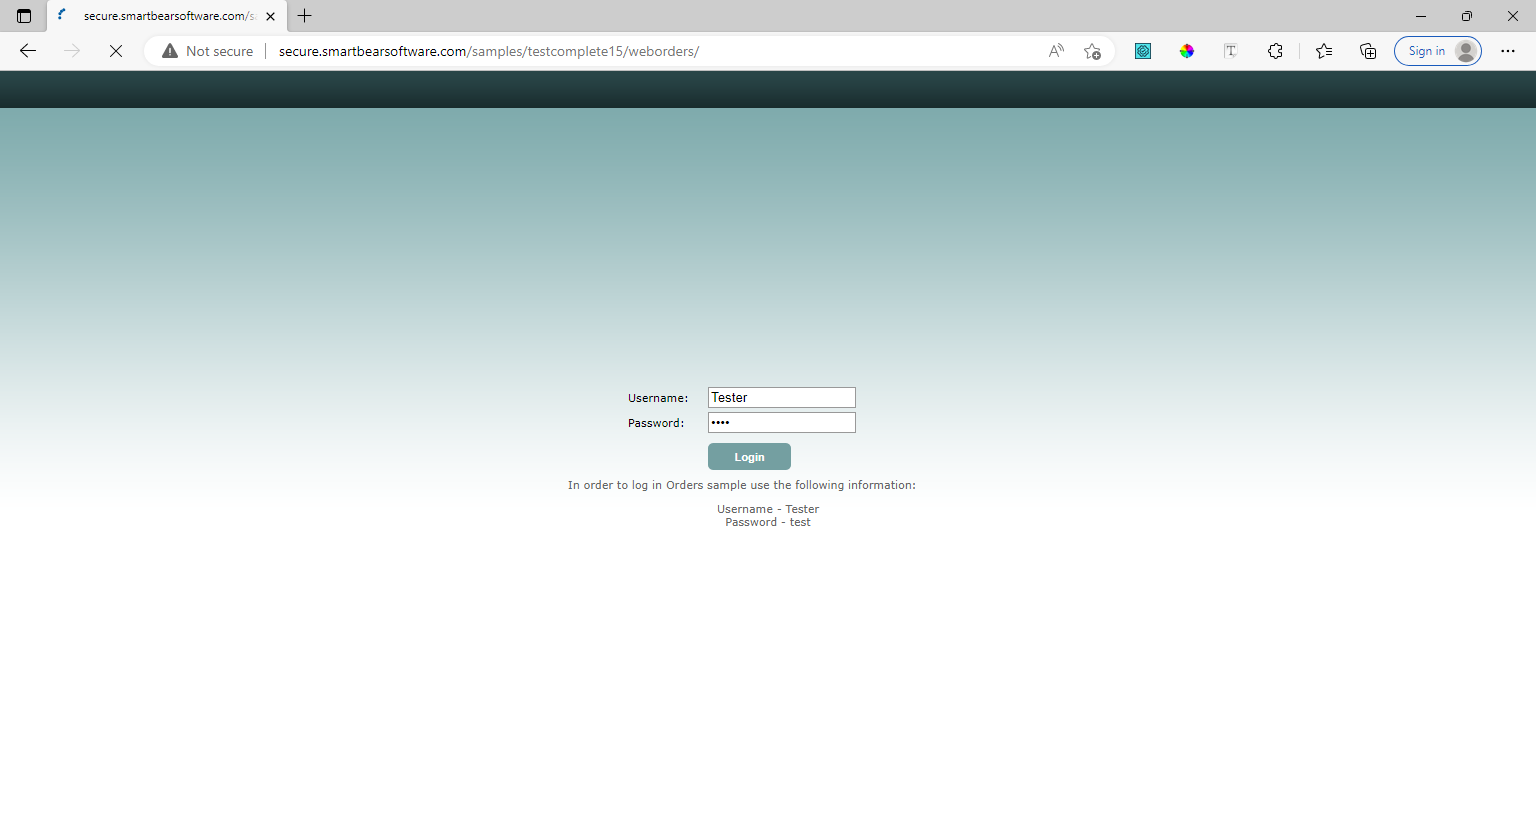 secure.smartbearsoftware.com/s
Not secure
secure.smartbearsoftware.com/samples/testcomplete15/weborders/
Sign in
Username: Tester
Password: ••••
Login
In order to log in Orders sample use the following information:
Username - Tester
Password - test